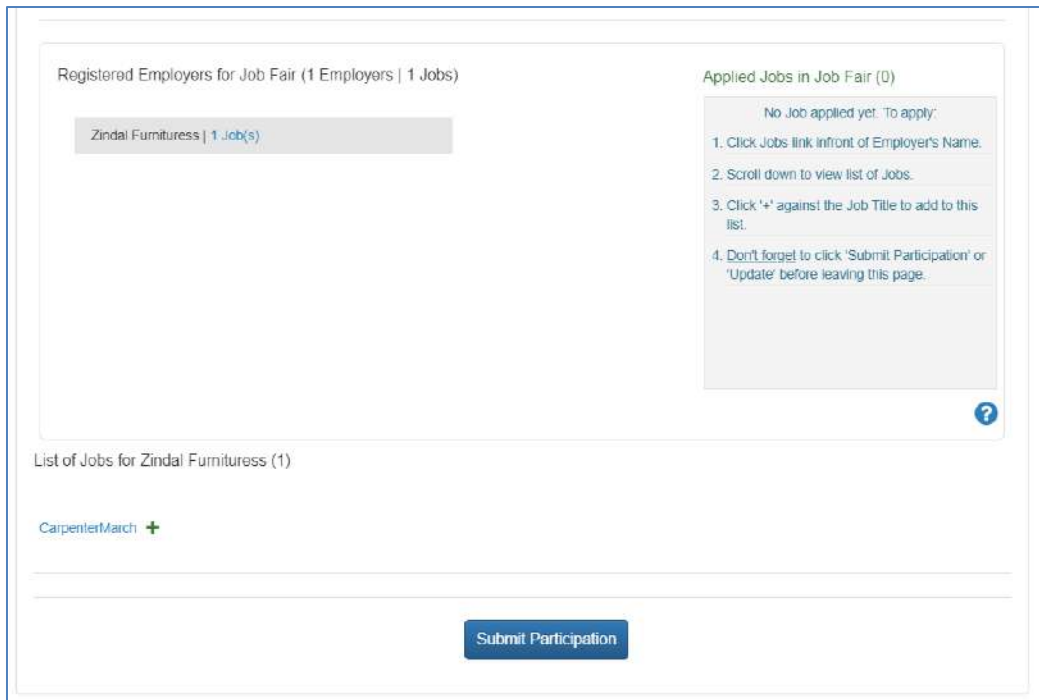 Registered Employers for Job Fair (1 Employers | 1 Jobs)
Zindal Furnituress | 1 Job(s)
Applied Jobs in Job Fair (0)
No Job applied yet. To apply:
1. Click Jobs link infront of Employer's Name.
2. Scroll down to view list of Jobs.
3. Click '+' against the Job Title to add to this
list.
4. Don't forget to click 'Submit Participation' or
'Update' before leaving this page.
?
List of Jobs for Zindal Furnituress (1)
CarpenterMarch +
Submit Participation